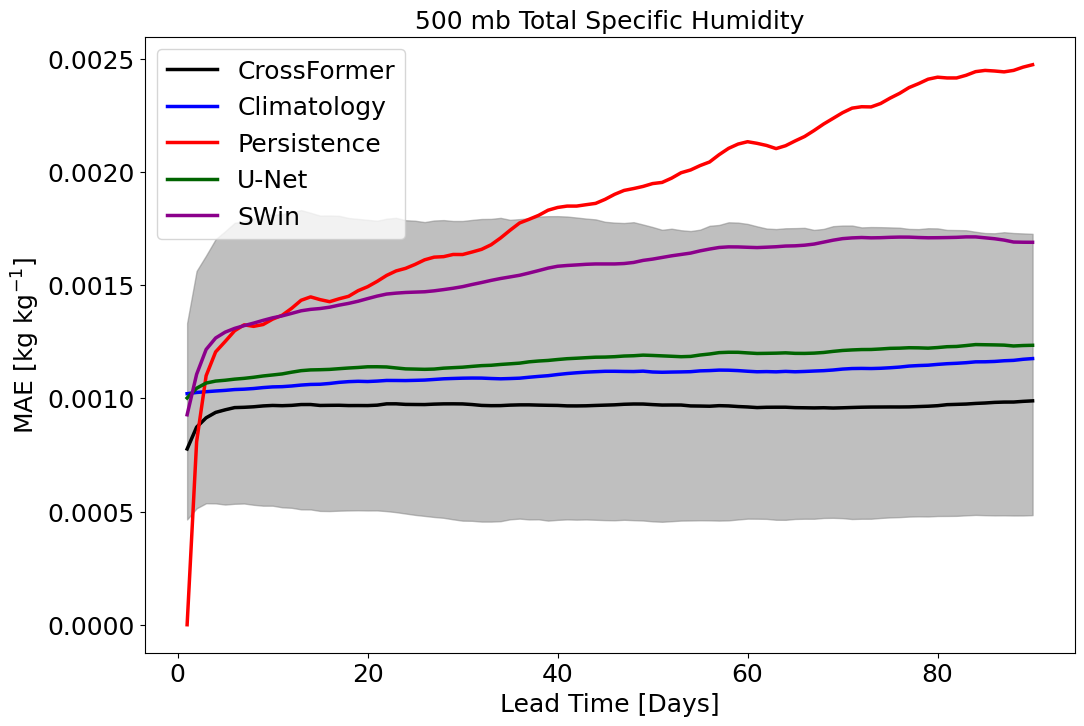 500 mb Total Specific Humidity
MAE [kg kg⁻¹]
0.0025
0.0020
0.0015
0.0010
0.0005
0.0000
CrossFormer
Climatology
Persistence
U-Net
SWin
0 20 40 60 80
Lead Time [Days]